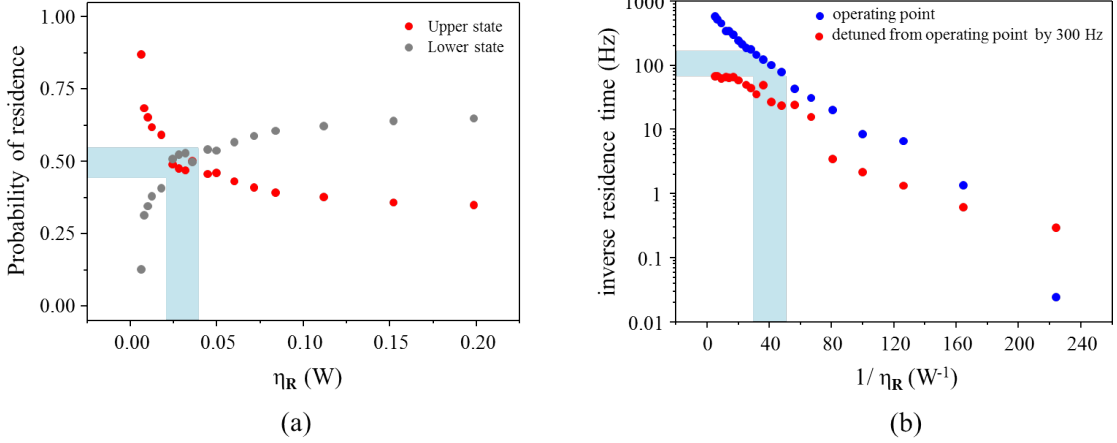 1.00
0.75
0.50
0.25
0.00
Probability of residence
Upper state
Lower state
0.00 0.05 0.10 0.15 0.20
η_R (W)
(a)
1000
100
10
1
0.1
0.01
inverse residence time (Hz)
operating point
detuned from operating point by 300 Hz
0 40 80 120 160 200 240
1/ η_R (W⁻¹)
(b)